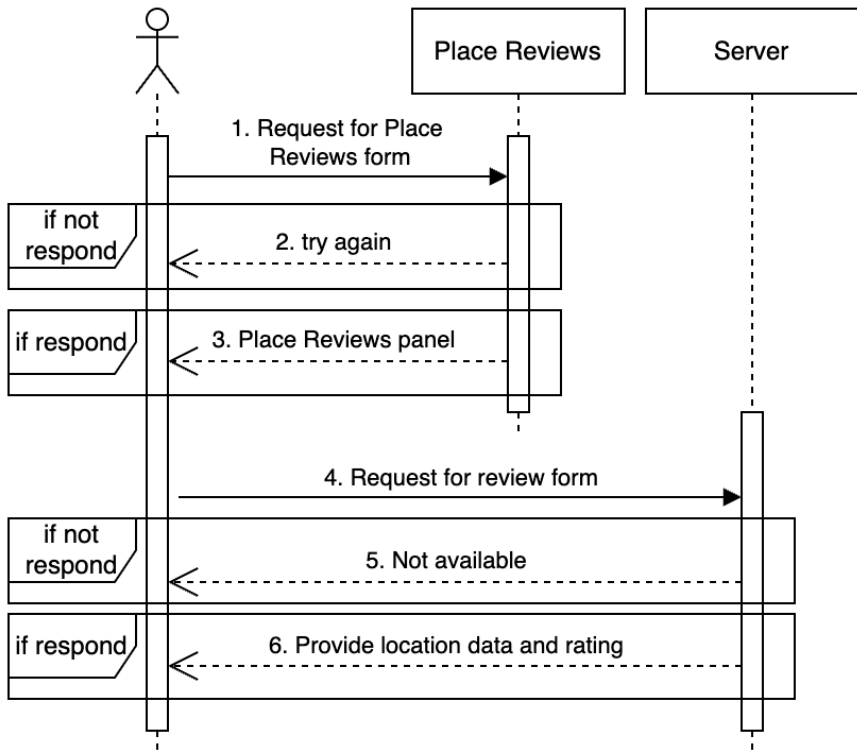 Place Reviews
Server
1. Request for Place
Reviews form
if not
respond
2. try again
if respond
3. Place Reviews panel
4. Request for review form
if not
respond
5. Not available
if respond
6. Provide location data and rating